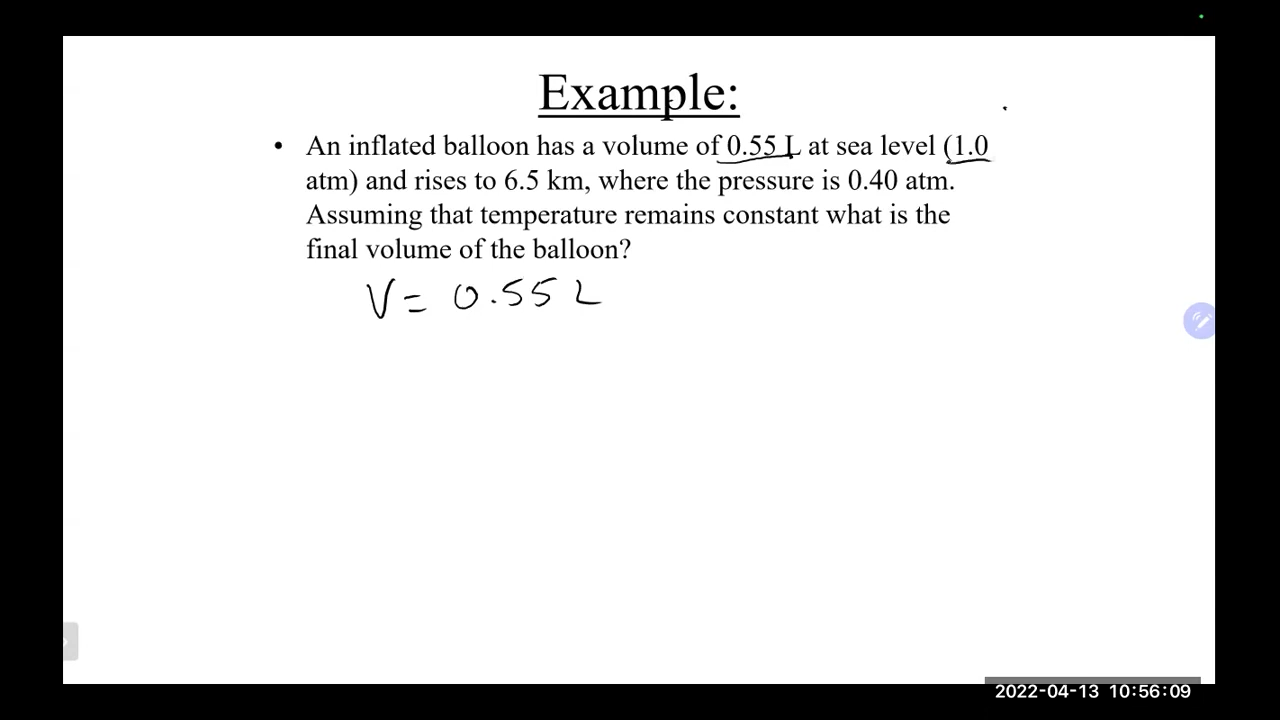 Example:
• An inflated balloon has a volume of 0.55 L at sea level (1.0
atm) and rises to 6.5 km, where the pressure is 0.40 atm.
Assuming that temperature remains constant what is the
final volume of the balloon?
V = 0.55 L
2022-04-13 10:56:09